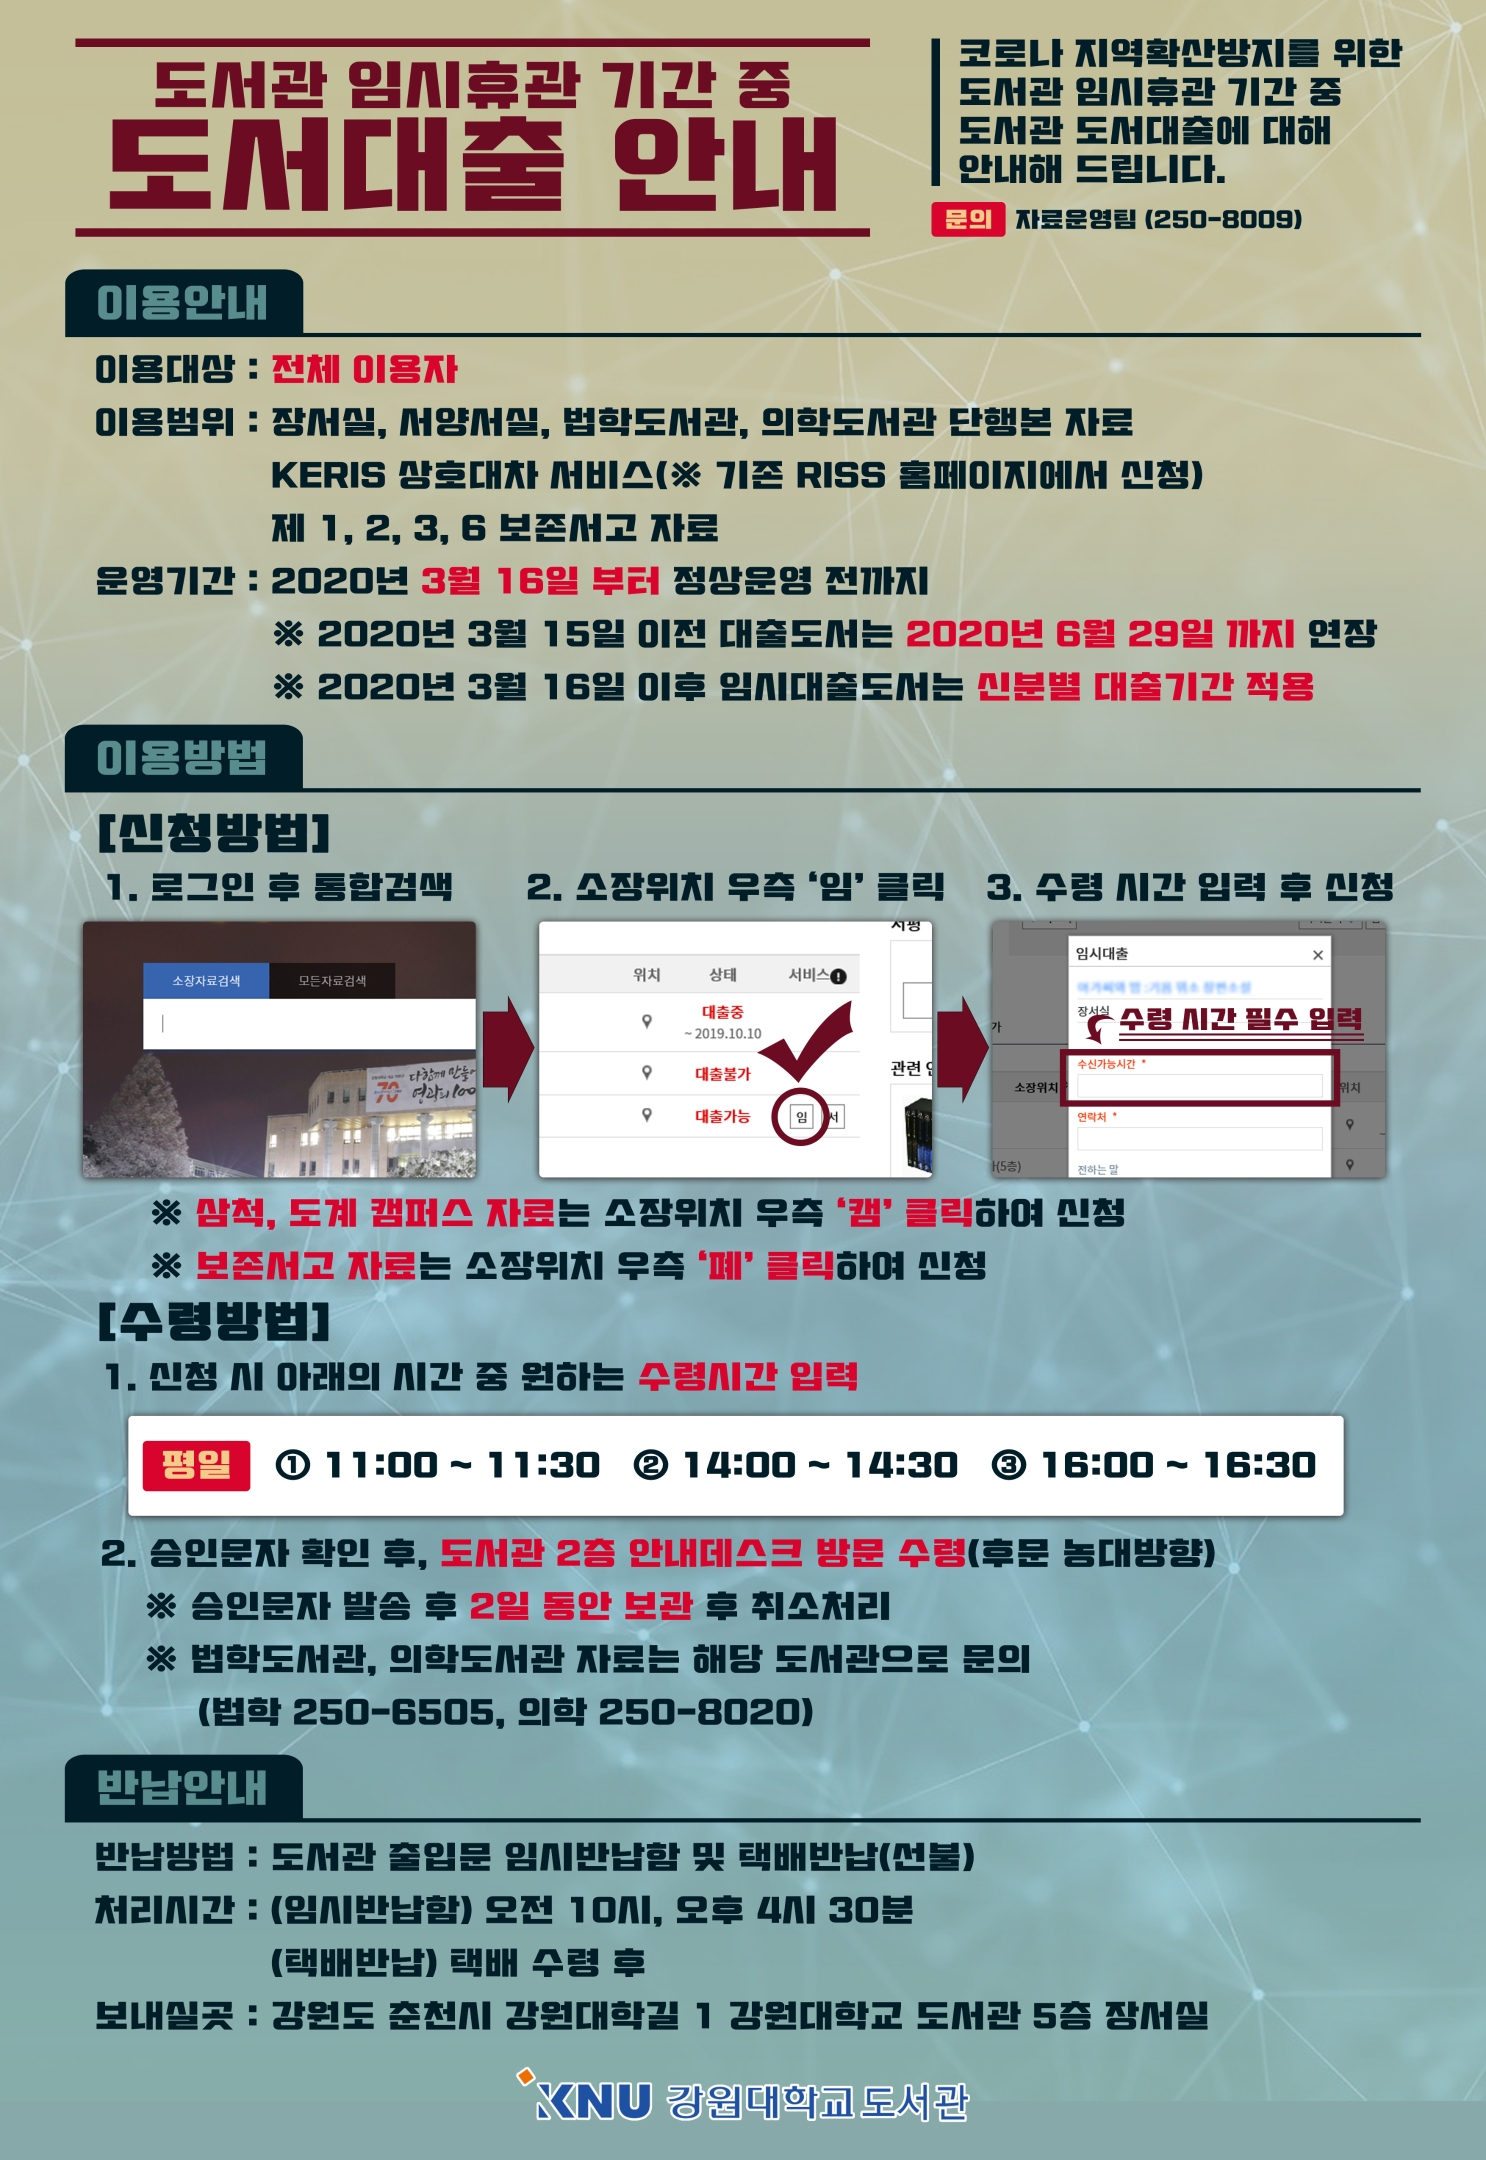 도서관 임시휴관 기간 중
도서대출 안내
코로나 지역확산방지를 위한
도서관 임시휴관 기간 중
도서관 도서대출에 대해
안내해 드립니다.
문의 자료운영팀 (250-8009)
이용안내
이용대상 : 전체 이용자
이용범위 : 장서실, 서양서실, 법학도서관, 의학도서관 단행본 자료
KERIS 상호대차 서비스(※ 기존 RISS 홈페이지에서 신청)
제 1, 2, 3, 6 보존서고 자료
운영기간 : 2020년 3월 16일 부터 정상운영 전까지
※ 2020년 3월 15일 이전 대출도서는 2020년 6월 29일 까지 연장
※ 2020년 3월 16일 이후 임시대출도서는 신분별 대출기간 적용
이용방법
[신청방법]
1. 로그인 후 통합검색
2. 소장위치 우측 ‘임’ 클릭
3. 수령 시간 입력 후 신청
소장자료검색 모든자료검색
70 다함께 만들어
영광의 100
서평
위치 상태 서비스
대출중
~ 2019.10.10
대출불가
대출가능 임 서
관련
임시대출 ×
장서실
수령 시간 필수 입력
가
수신가능시간 *
소장위치 위치
연락처 *
(5층)
전하는 말
※ 삼척, 도계 캠퍼스 자료는 소장위치 우측 ‘캠’ 클릭하여 신청
※ 보존서고 자료는 소장위치 우측 ‘폐’ 클릭하여 신청
[수령방법]
1. 신청 시 아래의 시간 중 원하는 수령시간 입력
평일 ① 11:00 ~ 11:30 ② 14:00 ~ 14:30 ③ 16:00 ~ 16:30
2. 승인문자 확인 후, 도서관 2층 안내데스크 방문 수령(후문 농대방향)
※ 승인문자 발송 후 2일 동안 보관 후 취소처리
※ 법학도서관, 의학도서관 자료는 해당 도서관으로 문의
(법학 250-6505, 의학 250-8020)
반납안내
반납방법 : 도서관 출입문 임시반납함 및 택배반납(선불)
처리시간 : (임시반납함) 오전 10시, 오후 4시 30분
(택배반납) 택배 수령 후
보내실곳 : 강원도 춘천시 강원대학길 1 강원대학교 도서관 5층 장서실
KNU 강원대학교도서관